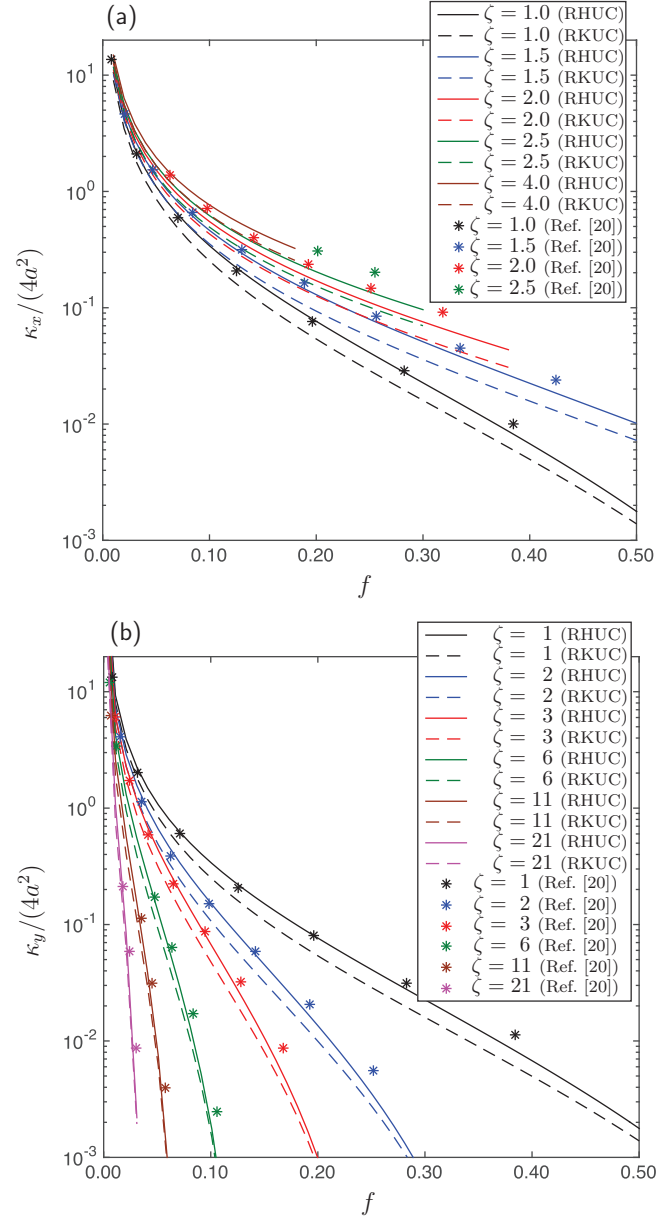 (a)
ζ = 1.0 (RHUC)
ζ = 1.0 (RKUC)
ζ = 1.5 (RHUC)
ζ = 1.5 (RKUC)
ζ = 2.0 (RHUC)
ζ = 2.0 (RKUC)
ζ = 2.5 (RHUC)
ζ = 2.5 (RKUC)
ζ = 4.0 (RHUC)
ζ = 4.0 (RKUC)
ζ = 1.0 (Ref. [20])
ζ = 1.5 (Ref. [20])
ζ = 2.0 (Ref. [20])
ζ = 2.5 (Ref. [20])
10^1
10^0
10^-1
10^-2
10^-3
κ_x/(4a^2)
0.00 0.10 0.20 0.30 0.40 0.50
f
(b)
ζ = 1 (RHUC)
ζ = 1 (RKUC)
ζ = 2 (RHUC)
ζ = 2 (RKUC)
ζ = 3 (RHUC)
ζ = 3 (RKUC)
ζ = 6 (RHUC)
ζ = 6 (RKUC)
ζ = 11 (RHUC)
ζ = 11 (RKUC)
ζ = 21 (RHUC)
ζ = 21 (RKUC)
ζ = 1 (Ref. [20])
ζ = 2 (Ref. [20])
ζ = 3 (Ref. [20])
ζ = 6 (Ref. [20])
ζ = 11 (Ref. [20])
ζ = 21 (Ref. [20])
10^1
10^0
10^-1
10^-2
10^-3
κ_y/(4a^2)
0.00 0.10 0.20 0.30 0.40 0.50
f